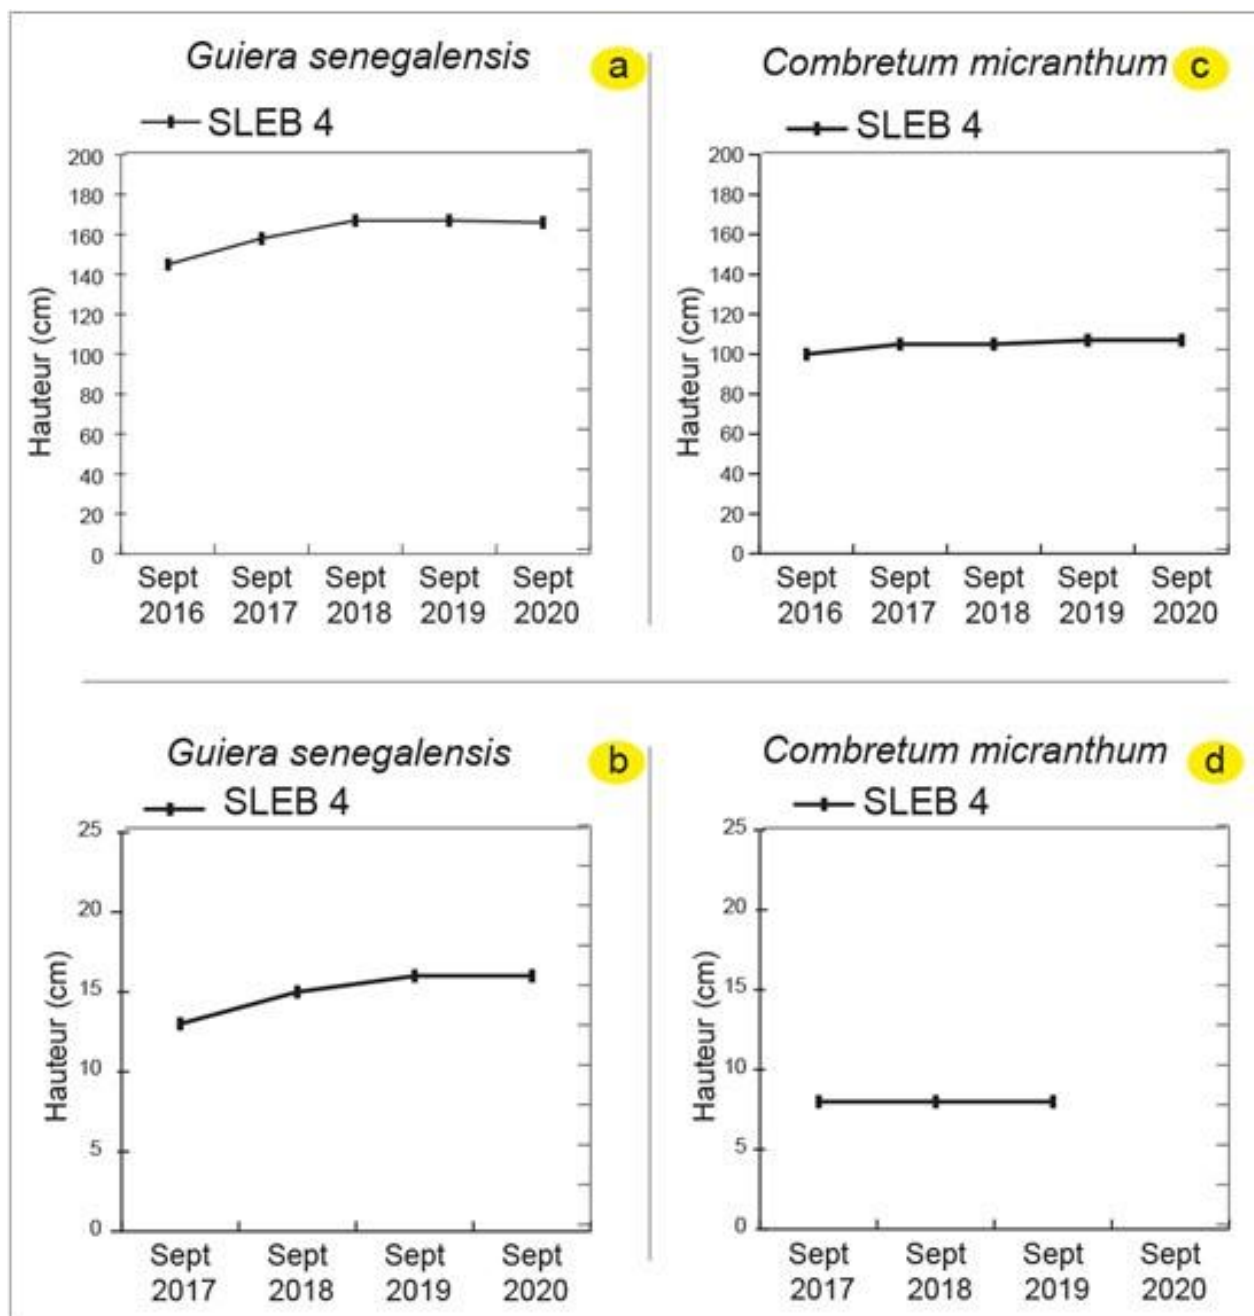 Guiera senegalensis a
SLEB 4
200
180
160
140
120
100
80
60
40
20
0
Hauteur (cm)
Sept Sept Sept Sept Sept
2016 2017 2018 2019 2020
Combretum micranthum c
SLEB 4
200
180
160
140
120
100
80
60
40
20
0
Hauteur (cm)
Sept Sept Sept Sept Sept
2016 2017 2018 2019 2020
Guiera senegalensis b
SLEB 4
25
20
15
10
5
0
Hauteur (cm)
Sept Sept Sept Sept
2017 2018 2019 2020
Combretum micranthum d
SLEB 4
25
20
15
10
5
0
Hauteur (cm)
Sept Sept Sept Sept
2017 2018 2019 2020